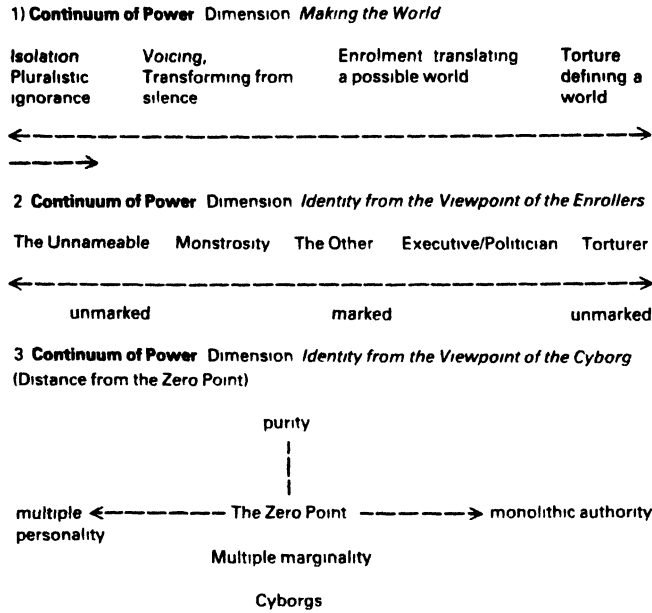 1) Continuum of Power Dimension Making the World
Isolation
Pluralistic
ignorance
Voicing,
Transforming from
silence
Enrolment translating
a possible world
Torture
defining a
world
2 Continuum of Power Dimension Identity from the Viewpoint of the Enrollers
The Unnameable Monstrosity The Other Executive/Politician Torturer
unmarked marked unmarked
3 Continuum of Power Dimension Identity from the Viewpoint of the Cyborg
(Distance from the Zero Point)
purity
multiple
personality
The Zero Point
monolithic authority
Multiple marginality
Cyborgs